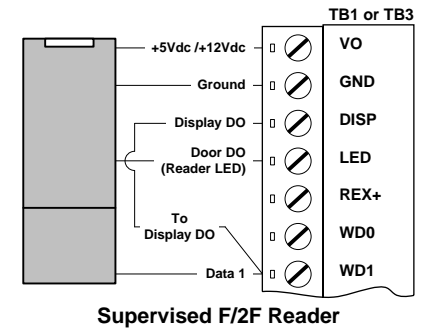 TB1 or TB3
+5Vdc /+12Vdc
VO
Ground
GND
Display DO
DISP
Door DO
(Reader LED)
LED
REX+
To
Display DO
WD0
Data 1
WD1
Supervised F/2F Reader